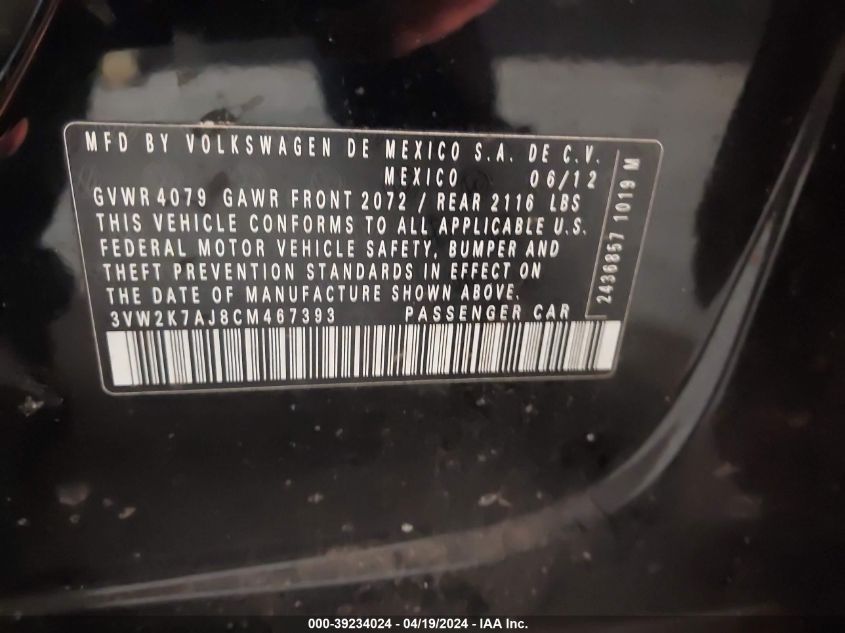 MFD BY VOLKSWAGEN DE MEXICO S.A. DE C.V.
MEXICO 06/12
GVWR 4079 GAWR FRONT 2072 / REAR 2116 LBS
THIS VEHICLE CONFORMS TO ALL APPLICABLE U.S.
FEDERAL MOTOR VEHICLE SAFETY, BUMPER AND
THEFT PREVENTION STANDARDS IN EFFECT ON
THE DATE OF MANUFACTURE SHOWN ABOVE.
3VW2K7AJ8CM467393 PASSENGER CAR
2436857 1019 M
000-39234024 - 04/19/2024 - IAA Inc.